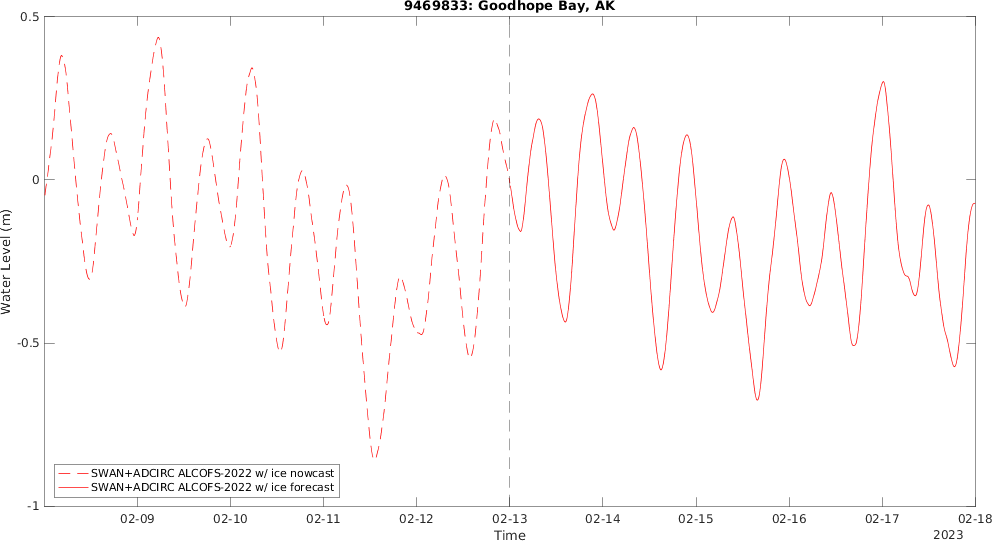 9469833: Goodhope Bay, AK
0.5
0
-0.5
-1
Water Level (m)
SWAN+ADCIRC ALCOFS-2022 w/ ice nowcast
SWAN+ADCIRC ALCOFS-2022 w/ ice forecast
02-09 02-10 02-11 02-12 02-13 02-14 02-15 02-16 02-17 02-18
Time
2023